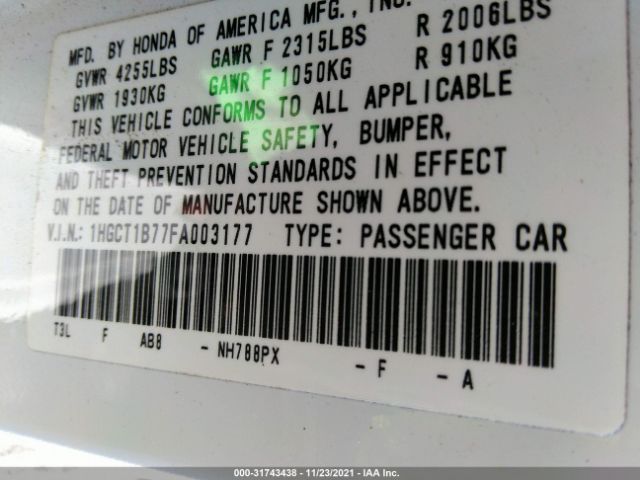 MFD. BY HONDA OF AMERICA MFG., INC.
GVWR 4255LBS GAWR F 2315LBS R 2006LBS
GVWR 1930KG GAWR F 1050KG R 910KG
THIS VEHICLE CONFORMS TO ALL APPLICABLE
FEDERAL MOTOR VEHICLE SAFETY, BUMPER,
AND THEFT PREVENTION STANDARDS IN EFFECT
ON THE DATE OF MANUFACTURE SHOWN ABOVE.
V.I.N.: 1HGCT1B77FA003177 TYPE: PASSENGER CAR
T3L F AB8 - NH788PX - F - A
000-31743438 - 11/23/2021 - IAA Inc.